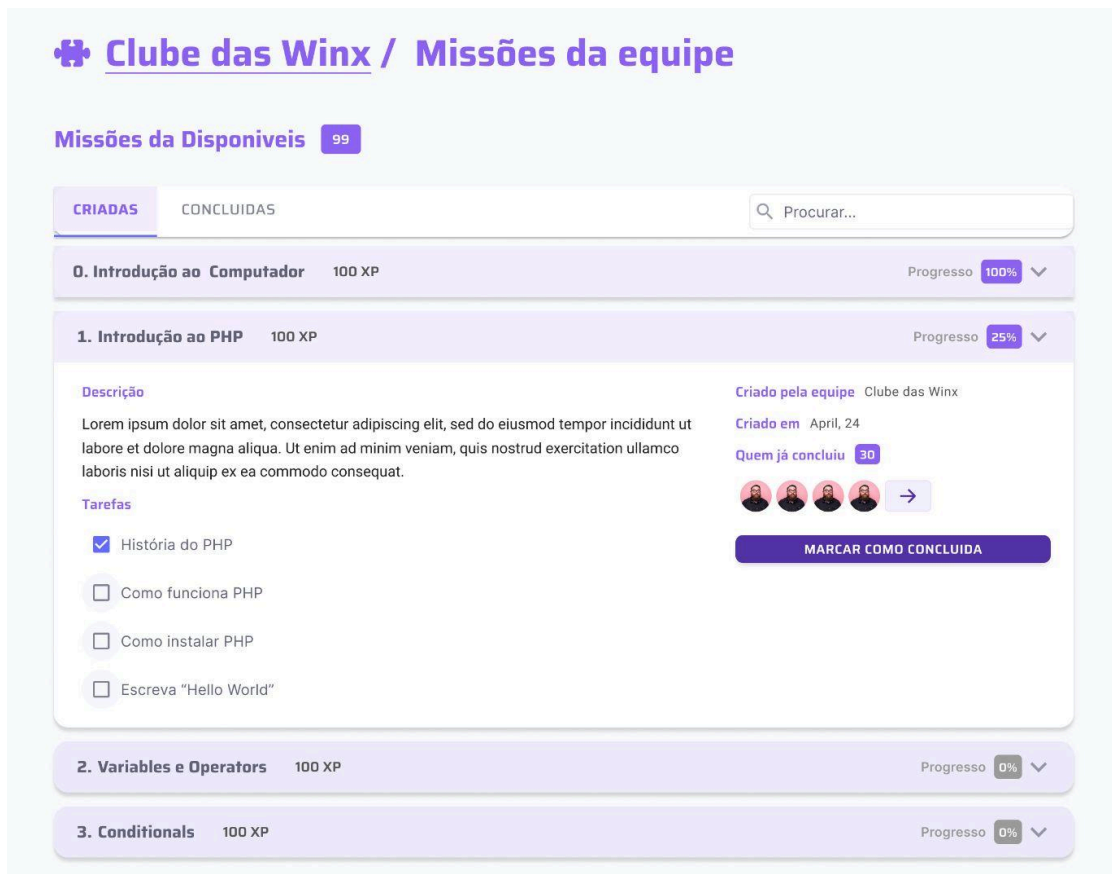 Clube das Winx / Missões da equipe
Missões da Disponiveis 99
CRIADAS CONCLUIDAS Procurar...
0. Introdução ao Computador 100 XP Progresso 100%
1. Introdução ao PHP 100 XP Progresso 25%
Descrição
Lorem ipsum dolor sit amet, consectetur adipiscing elit, sed do eiusmod tempor incididunt ut
labore et dolore magna aliqua. Ut enim ad minim veniam, quis nostrud exercitation ullamco
laboris nisi ut aliquip ex ea commodo consequat.
Tarefas
História do PHP
Como funciona PHP
Como instalar PHP
Escreva “Hello World”
Criado pela equipe Clube das Winx
Criado em April, 24
Quem já concluiu 30
MARCAR COMO CONCLUIDA
2. Variables e Operators 100 XP Progresso 0%
3. Conditionals 100 XP Progresso 0%